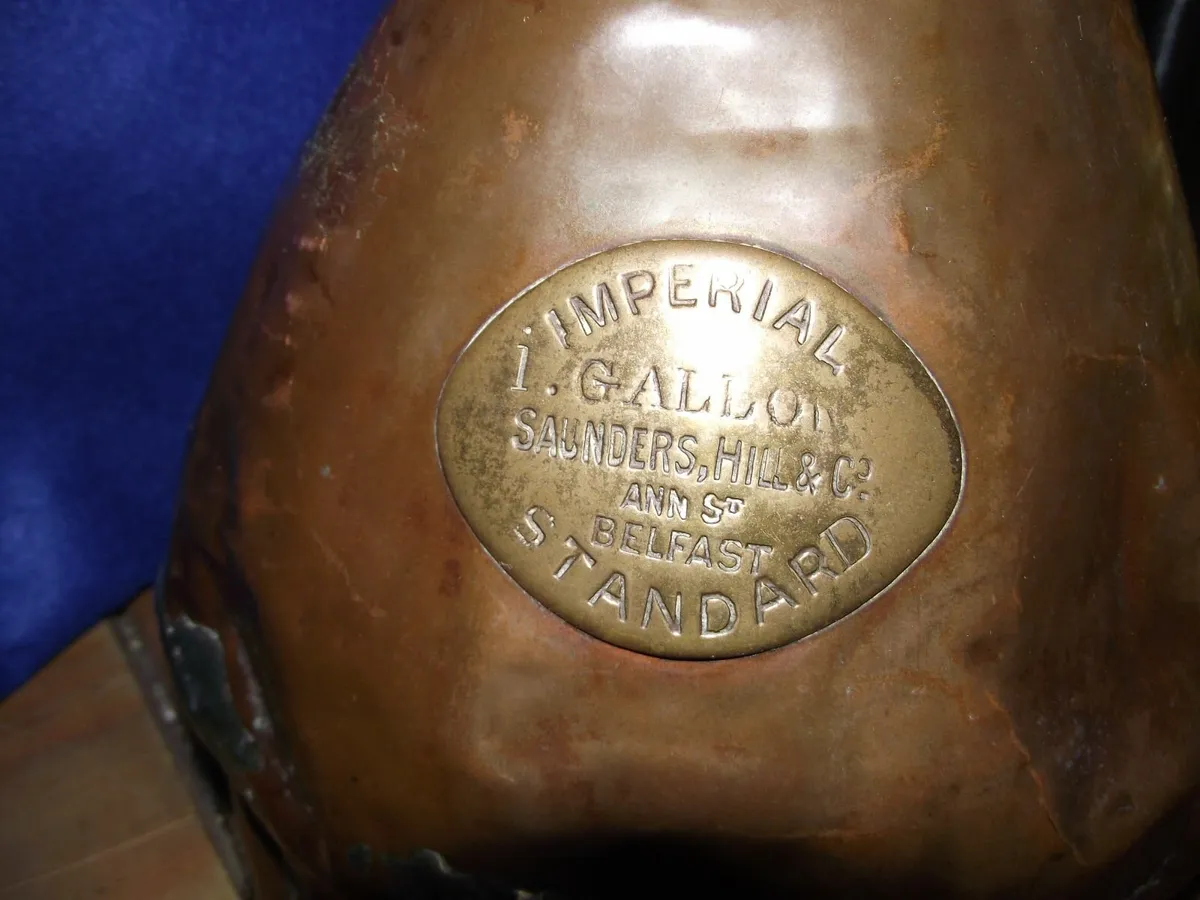 IMPERIAL
1. GALLON
SAUNDERS, HILL & Co
ANN ST
BELFAST
STANDARD